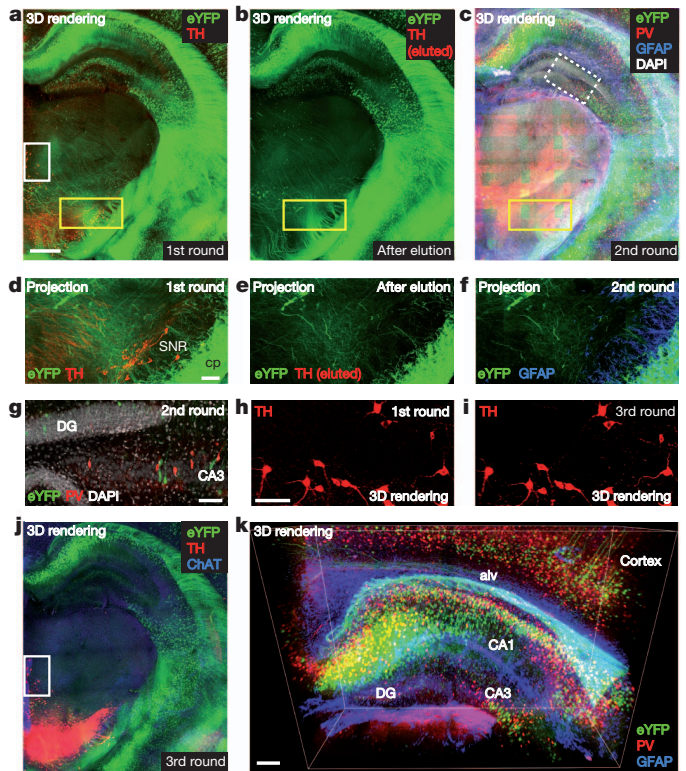 a 3D rendering eYFP
TH
1st round
b eYFP
TH
(eluted)
After elution
c 3D rendering eYFP
PV
GFAP
DAPI
2nd round
d Projection 1st round
SNR
cp
eYFP TH
e Projection After elution
eYFP TH (eluted)
f Projection 2nd round
eYFP GFAP
g 2nd round
DG
CA3
eYFP PV DAPI
h TH 1st round
3D rendering
i TH 3rd round
3D rendering
j 3D rendering eYFP
TH
ChAT
3rd round
k 3D rendering
Cortex
alv
CA1
DG CA3
eYFP
PV
GFAP